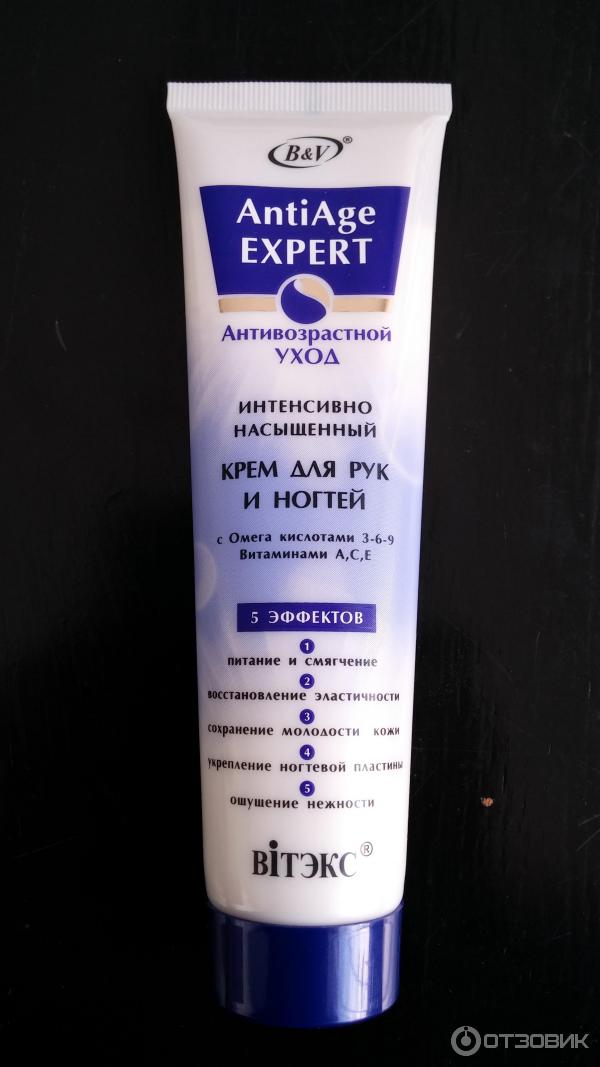 B&V®
AntiAge
EXPERT
Антивозрастной
УХОД
ИНТЕНСИВНО
НАСЫЩЕННЫЙ
КРЕМ ДЛЯ РУК
И НОГТЕЙ
с Омега кислотами 3-6-9
Витаминами А,С,Е
5 ЭФФЕКТОВ
1
питание и смягчение
2
восстановление эластичности
3
сохранение молодости кожи
4
укрепление ногтевой пластины
5
ощущение нежности
ВiТЭКС®
ОТЗОВИК